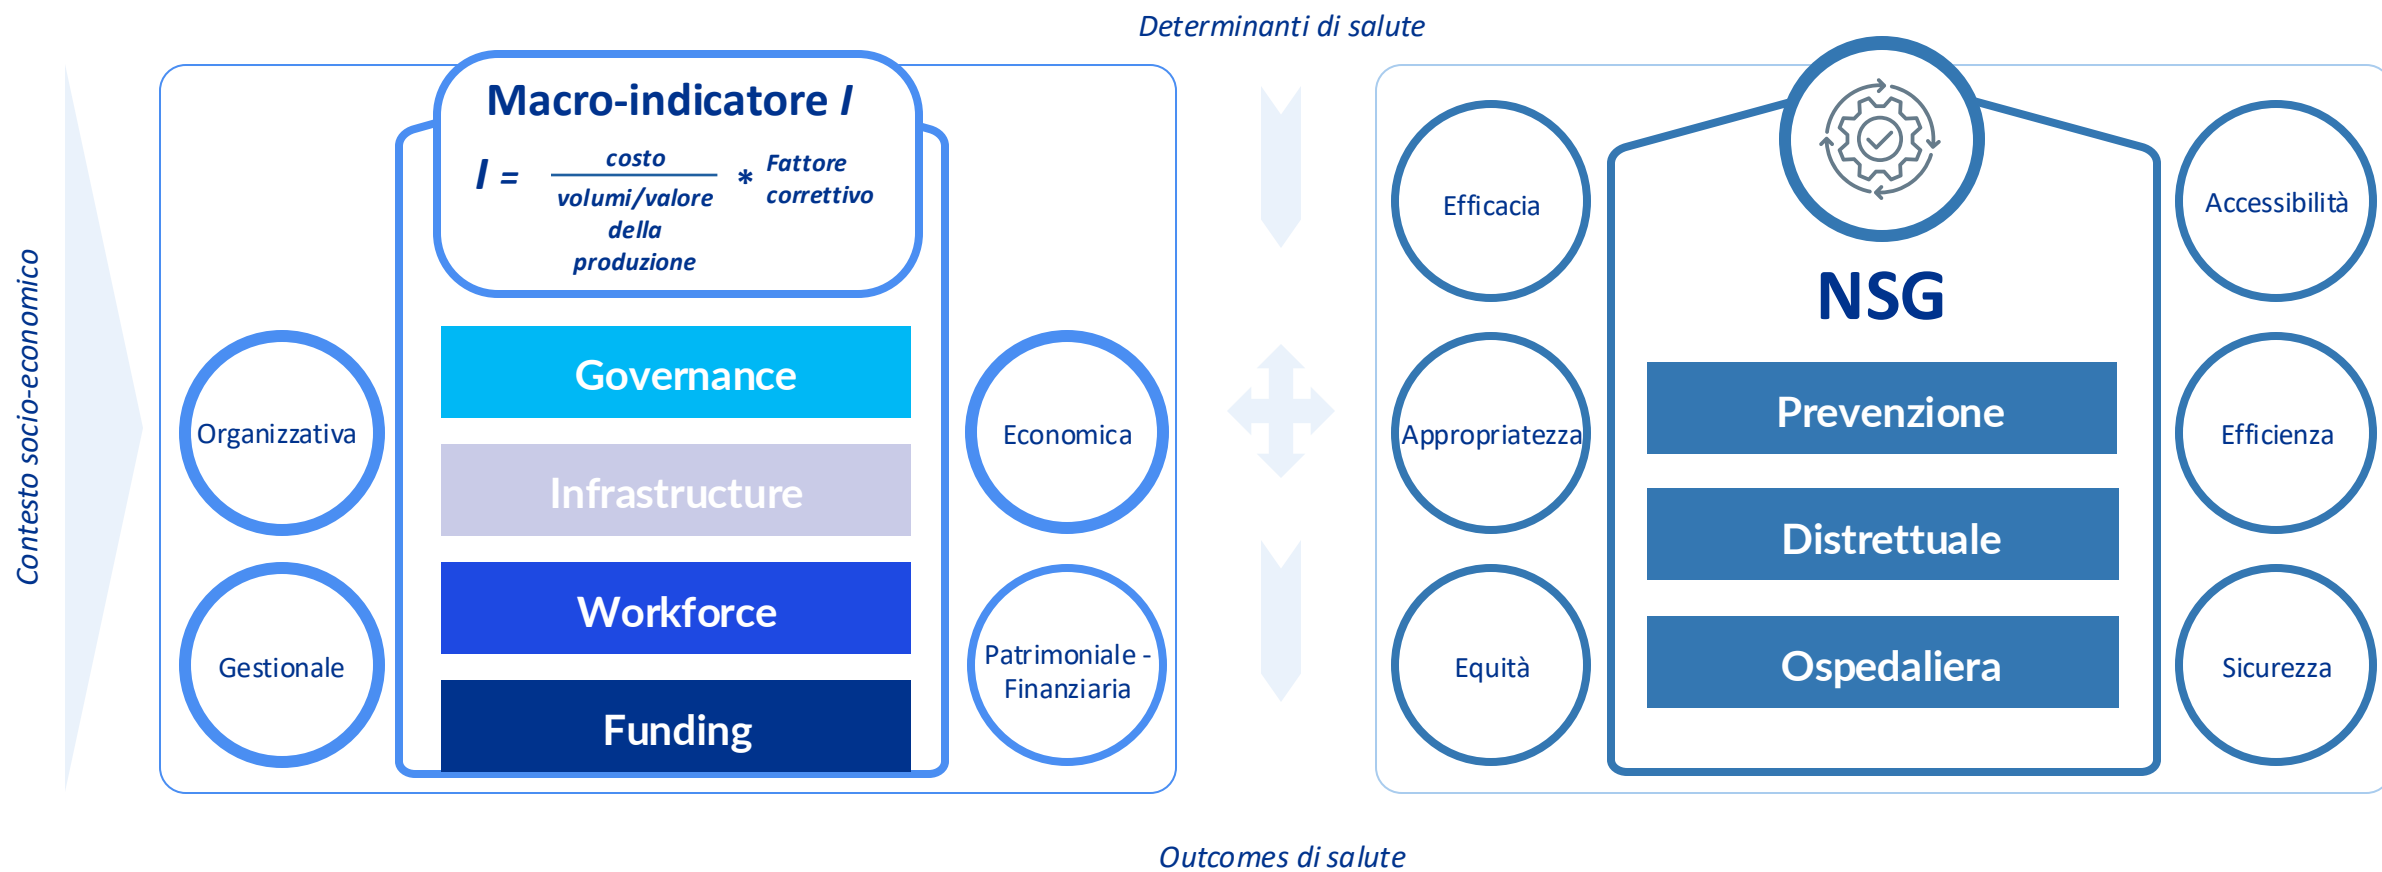 Determinanti di salute
Contesto socio-economico
Macro-indicatore I
I = costo * Fattore
volumi/valore correttivo
della
produzione
Governance
Infrastructure
Workforce
Funding
Organizzativa
Gestionale
Economica
Patrimoniale -
Finanziaria
Efficacia
Appropriatezza
Equità
NSG
Prevenzione
Distrettuale
Ospedaliera
Accessibilità
Efficienza
Sicurezza
Outcomes di salute